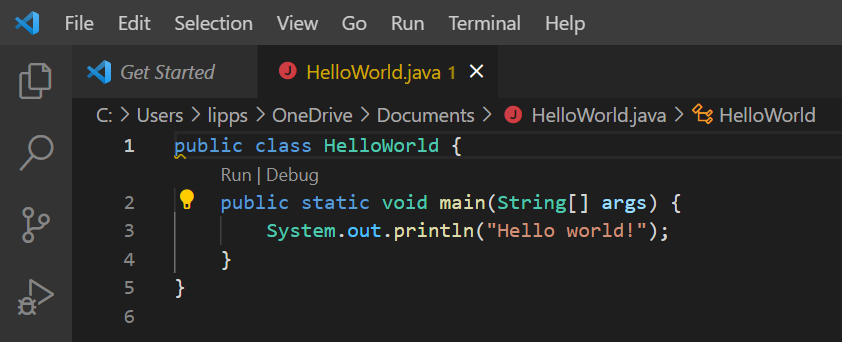 File Edit Selection View Go Run Terminal Help
Get Started HelloWorld.java 1
C: > Users > lipps > OneDrive > Documents > HelloWorld.java > HelloWorld
1 public class HelloWorld {
Run | Debug
2 public static void main(String[] args) {
3 System.out.println("Hello world!");
4 }
5 }
6